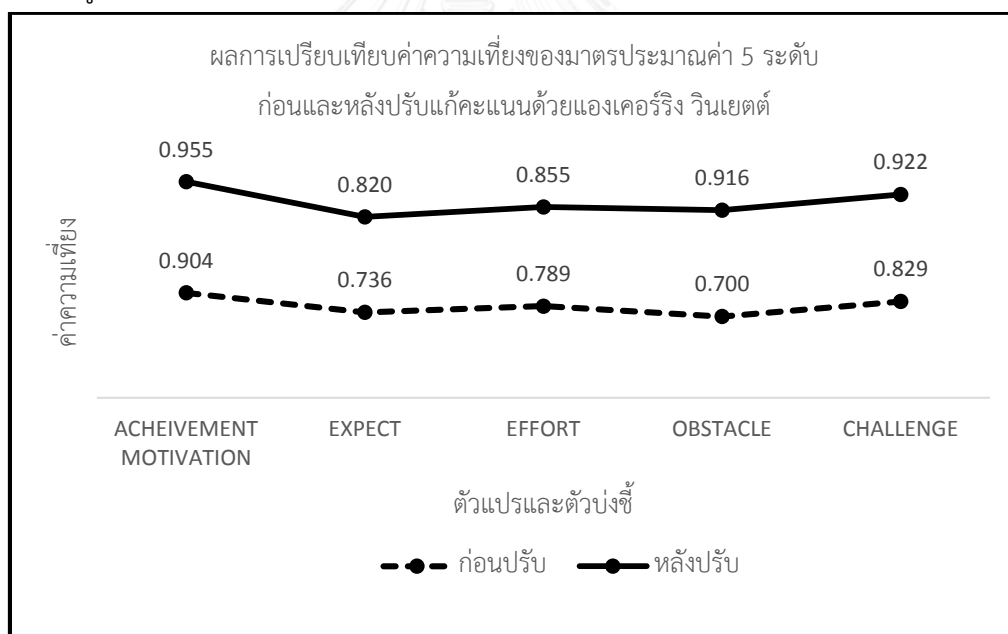 ผลการเปรียบเทียบค่าความเที่ยงของมาตรประมาณค่า 5 ระดับ
ก่อนและหลังปรับแก้คะแนนด้วยแองเคอร์ริง วินเยตต์
0.955 0.820 0.855 0.916 0.922
0.904 0.736 0.789 0.700 0.829
ค่าความเที่ยง
ACHEIVEMENT MOTIVATION EXPECT EFFORT OBSTACLE CHALLENGE
ตัวแปรและตัวบ่งชี้
ก่อนปรับ หลังปรับ